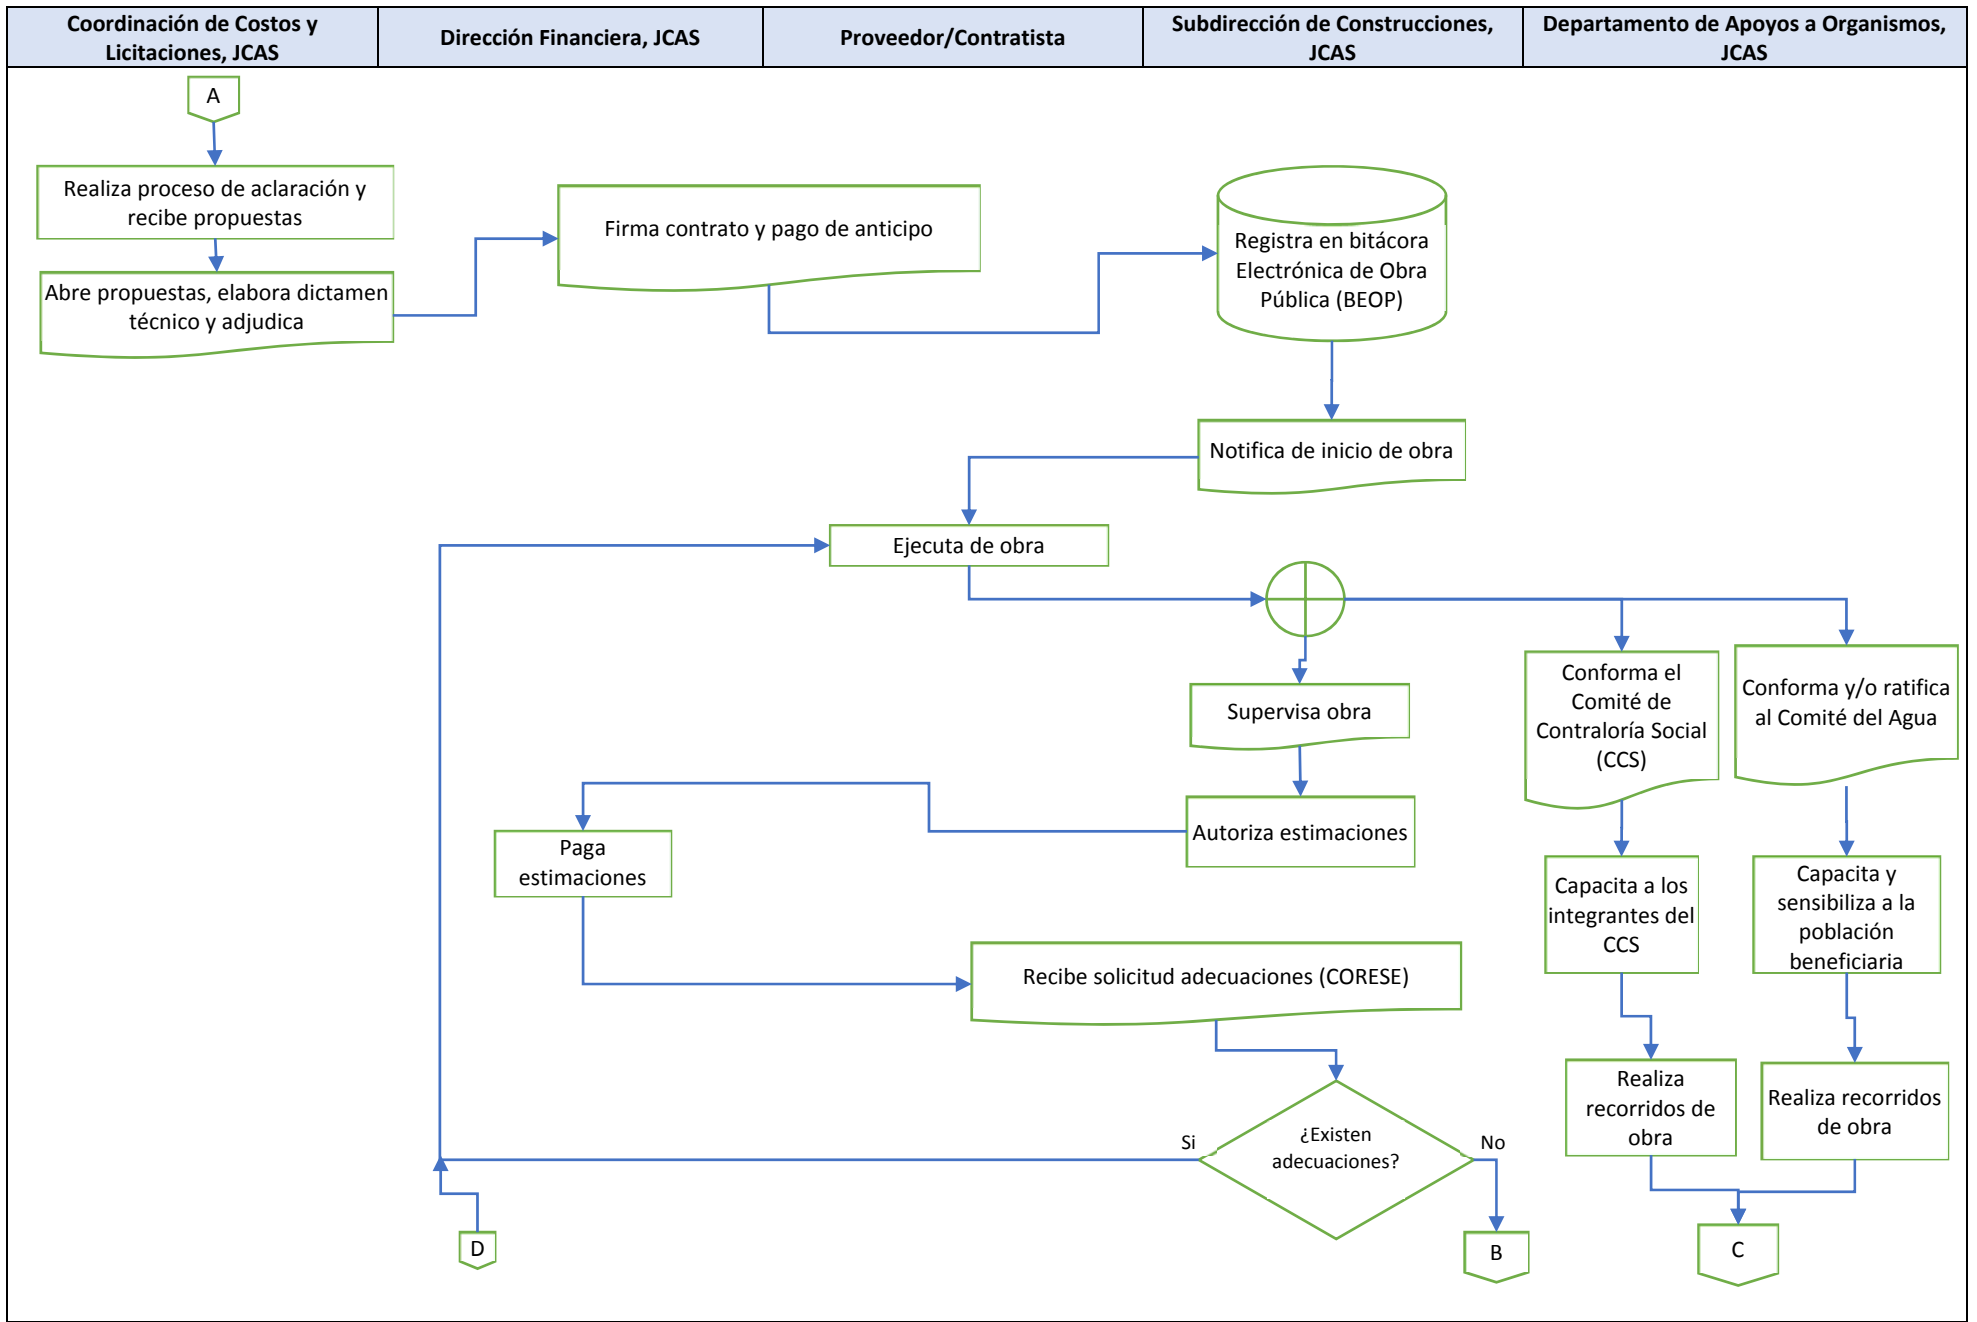 Coordinación de Costos y
Licitaciones, JCAS
Dirección Financiera, JCAS
Proveedor/Contratista
Subdirección de Construcciones,
JCAS
Departamento de Apoyos a Organismos,
JCAS
A
Realiza proceso de aclaración y
recibe propuestas
Abre propuestas, elabora dictamen
técnico y adjudica
Firma contrato y pago de anticipo
Registra en bitácora
Electrónica de Obra
Pública (BEOP)
Notifica de inicio de obra
Ejecuta de obra
Supervisa obra
Conforma el
Comité de
Contraloría Social
(CCS)
Conforma y/o ratifica
al Comité del Agua
Autoriza estimaciones
Paga
estimaciones
Capacita a los
integrantes del
CCS
Capacita y
sensibiliza a la
población
beneficiaria
Recibe solicitud adecuaciones (CORESE)
Realiza
recorridos de
obra
Realiza recorridos
de obra
Si
¿Existen
adecuaciones?
No
D
B
C